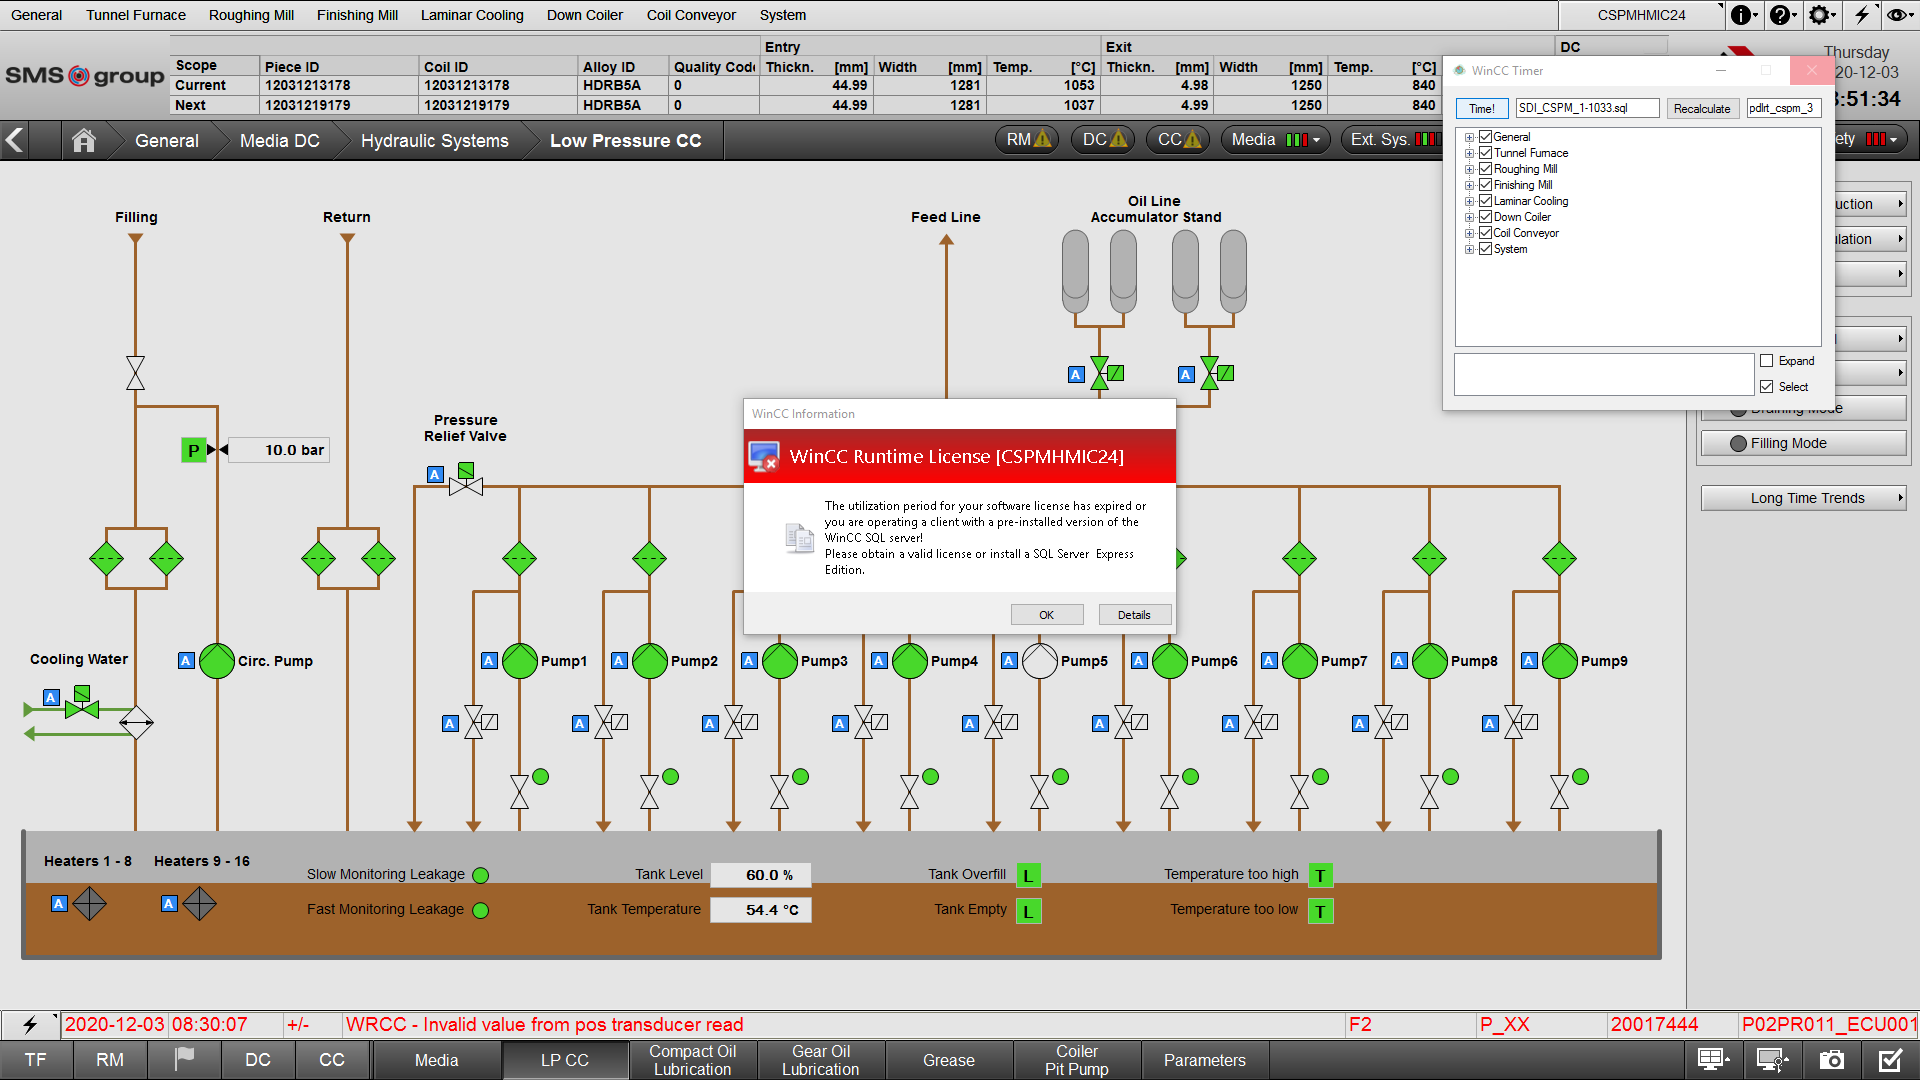 General Tunnel Furnace Roughing Mill Finishing Mill Laminar Cooling Down Coiler Coil Conveyor System CSPMHMIC24
SMS group
Entry Exit DC
Scope Piece ID Coil ID Alloy ID Quality Code Thickn. [mm] Width [mm] Temp. [°C] Thickn. [mm] Width [mm] Temp. [°C]
Current 12031213178 12031213178 HDRB5A 0 44.99 1281 1053 4.98 1250 840
Next 12031219179 12031219179 HDRB5A 0 44.99 1281 1037 4.99 1250 840
Thursday
20-12-03
:51:34
General Media DC Hydraulic Systems Low Pressure CC RM DC CC Media Ext. Sys. ety
WinCC Timer
Time! SDI_CSPM_1-1033.sql Recalculate pdlrt_cspm_3
General
Tunnel Furnace
Roughing Mill
Finishing Mill
Laminar Cooling
Down Coiler
Coil Conveyor
System
Expand
Select
uction
ulation
Draining Mode
Filling Mode
Long Time Trends
Filling Return Feed Line
Oil Line
Accumulator Stand
A A
Pressure
Relief Valve
A
P 10.0 bar
WinCC Information
WinCC Runtime License [CSPMHMIC24]
The utilization period for your software license has expired or
you are operating a client with a pre-installed version of the
WinCC SQL server!
Please obtain a valid license or install a SQL Server Express
Edition.
OK Details
Cooling Water
A
A Circ. Pump A Pump1 A Pump2 A Pump3 A Pump4 A Pump5 A Pump6 A Pump7 A Pump8 A Pump9
A A A A A A A A A
Heaters 1 - 8 Heaters 9 - 16
A A
Slow Monitoring Leakage Tank Level 60.0 % Tank Overfill L Temperature too high T
Fast Monitoring Leakage Tank Temperature 54.4 °C Tank Empty L Temperature too low T
2020-12-03 08:30:07 +/- WRCC - Invalid value from pos transducer read F2 P_XX 20017444 P02PR011_ECU001
TF RM DC CC Media LP CC Compact Oil Lubrication Gear Oil Lubrication Grease Coiler Pit Pump Parameters